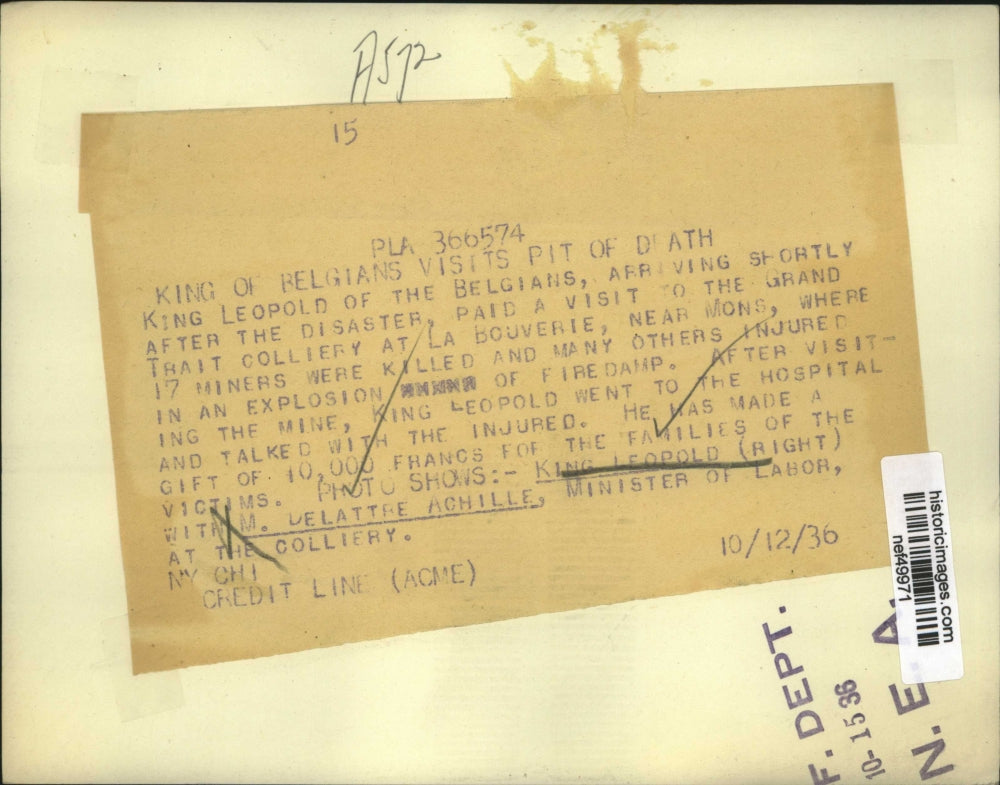 A572
15
PLA 366574
KING OF BELGIANS VISITS PIT OF D ATH
KING LEOPOLD OF THE BELGIANS, ARRIVING SHORTLY
AFTER THE DISASTER, PAID A VISIT TO THE GRAND
TRAIT COLLIERY AT LA BOUVERIE, NEAR MONS, WHERE
17 MINERS WERE KILLED AND MANY OTHERS INJURED
IN AN EXPLOSION OF FIREDAMP. AFTER VISIT-
ING THE MINE, KING LEOPOLD WENT TO THE HOSPITAL
AND TALKED WITH THE INJURED. HE HAS MADE A
GIFT OF 10,000 FRANCS FOR THE FAMILIES OF THE
VICTIMS. PHOTO SHOWS:- KING LEOPOLD (RIGHT)
WITH M. DELATTRE ACHILLE, MINISTER OF LABOR,
AT THE COLLIERY.
NY CHI
CREDIT LINE (ACME)
10/12/36
historicimages.com
nef49971
F. DEPT.
10-15 36
N. E. A.